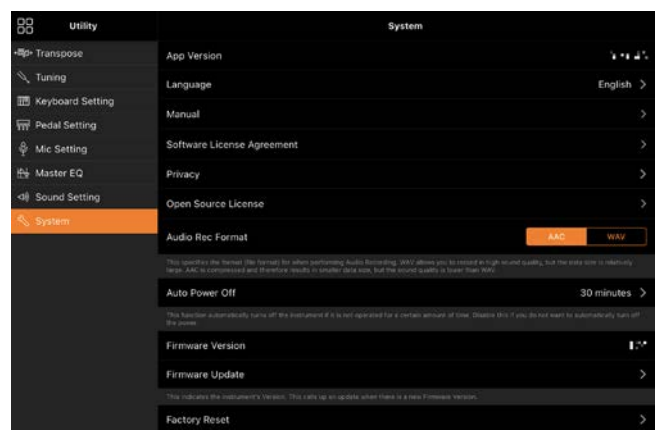 Utility
System
Transpose
Tuning
Keyboard Setting
Pedal Setting
Mic Setting
Master EQ
Sound Setting
System
App Version
Language
English
Manual
Software License Agreement
Privacy
Open Source License
Audio Rec Format
AAC
WAV
This specifies the format (file format) for when performing Audio Recording. WAV allows you to record in high sound quality, but the data size is relatively
large. AAC is compressed and therefore results in smaller data size, but the sound quality is lower than WAV.
Auto Power Off
30 minutes
This function automatically turns off the instrument if it is not operated for a certain amount of time. Disable this if you do not want to automatically turn off
the power.
Firmware Version
Firmware Update
This indicates the instrument's Version. This calls up an update when there is a new Firmware Version.
Factory Reset